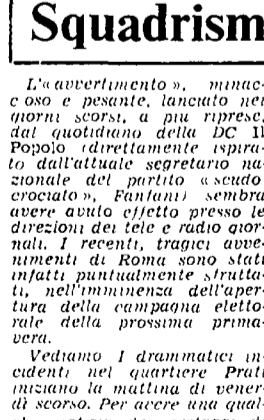 Squadrism
L'« avvertimento », minac-
c oso e pesante, lanciato nei
giorni scorsi, a più riprese,
dal quotidiano della DC Il
Popolo (direttamente ispira-
to dall'attuale segretario na-
zionale del partito « scudo
crociato », Fanfani) sembra
avere avuto effetto presso le
direzioni dei tele e radio gior-
nali. I recenti, tragici avve-
nimenti di Roma sono stati
infatti puntualmente sfrutta-
ti, nell'imminenza dell'aper-
tura della campagna eletto-
rale della prossima prima-
vera.
Vediamo I drammatici in-
cidenti nel quartiere Prati
iniziano la mattina di vener-
dì scorso. Per avere una qual-